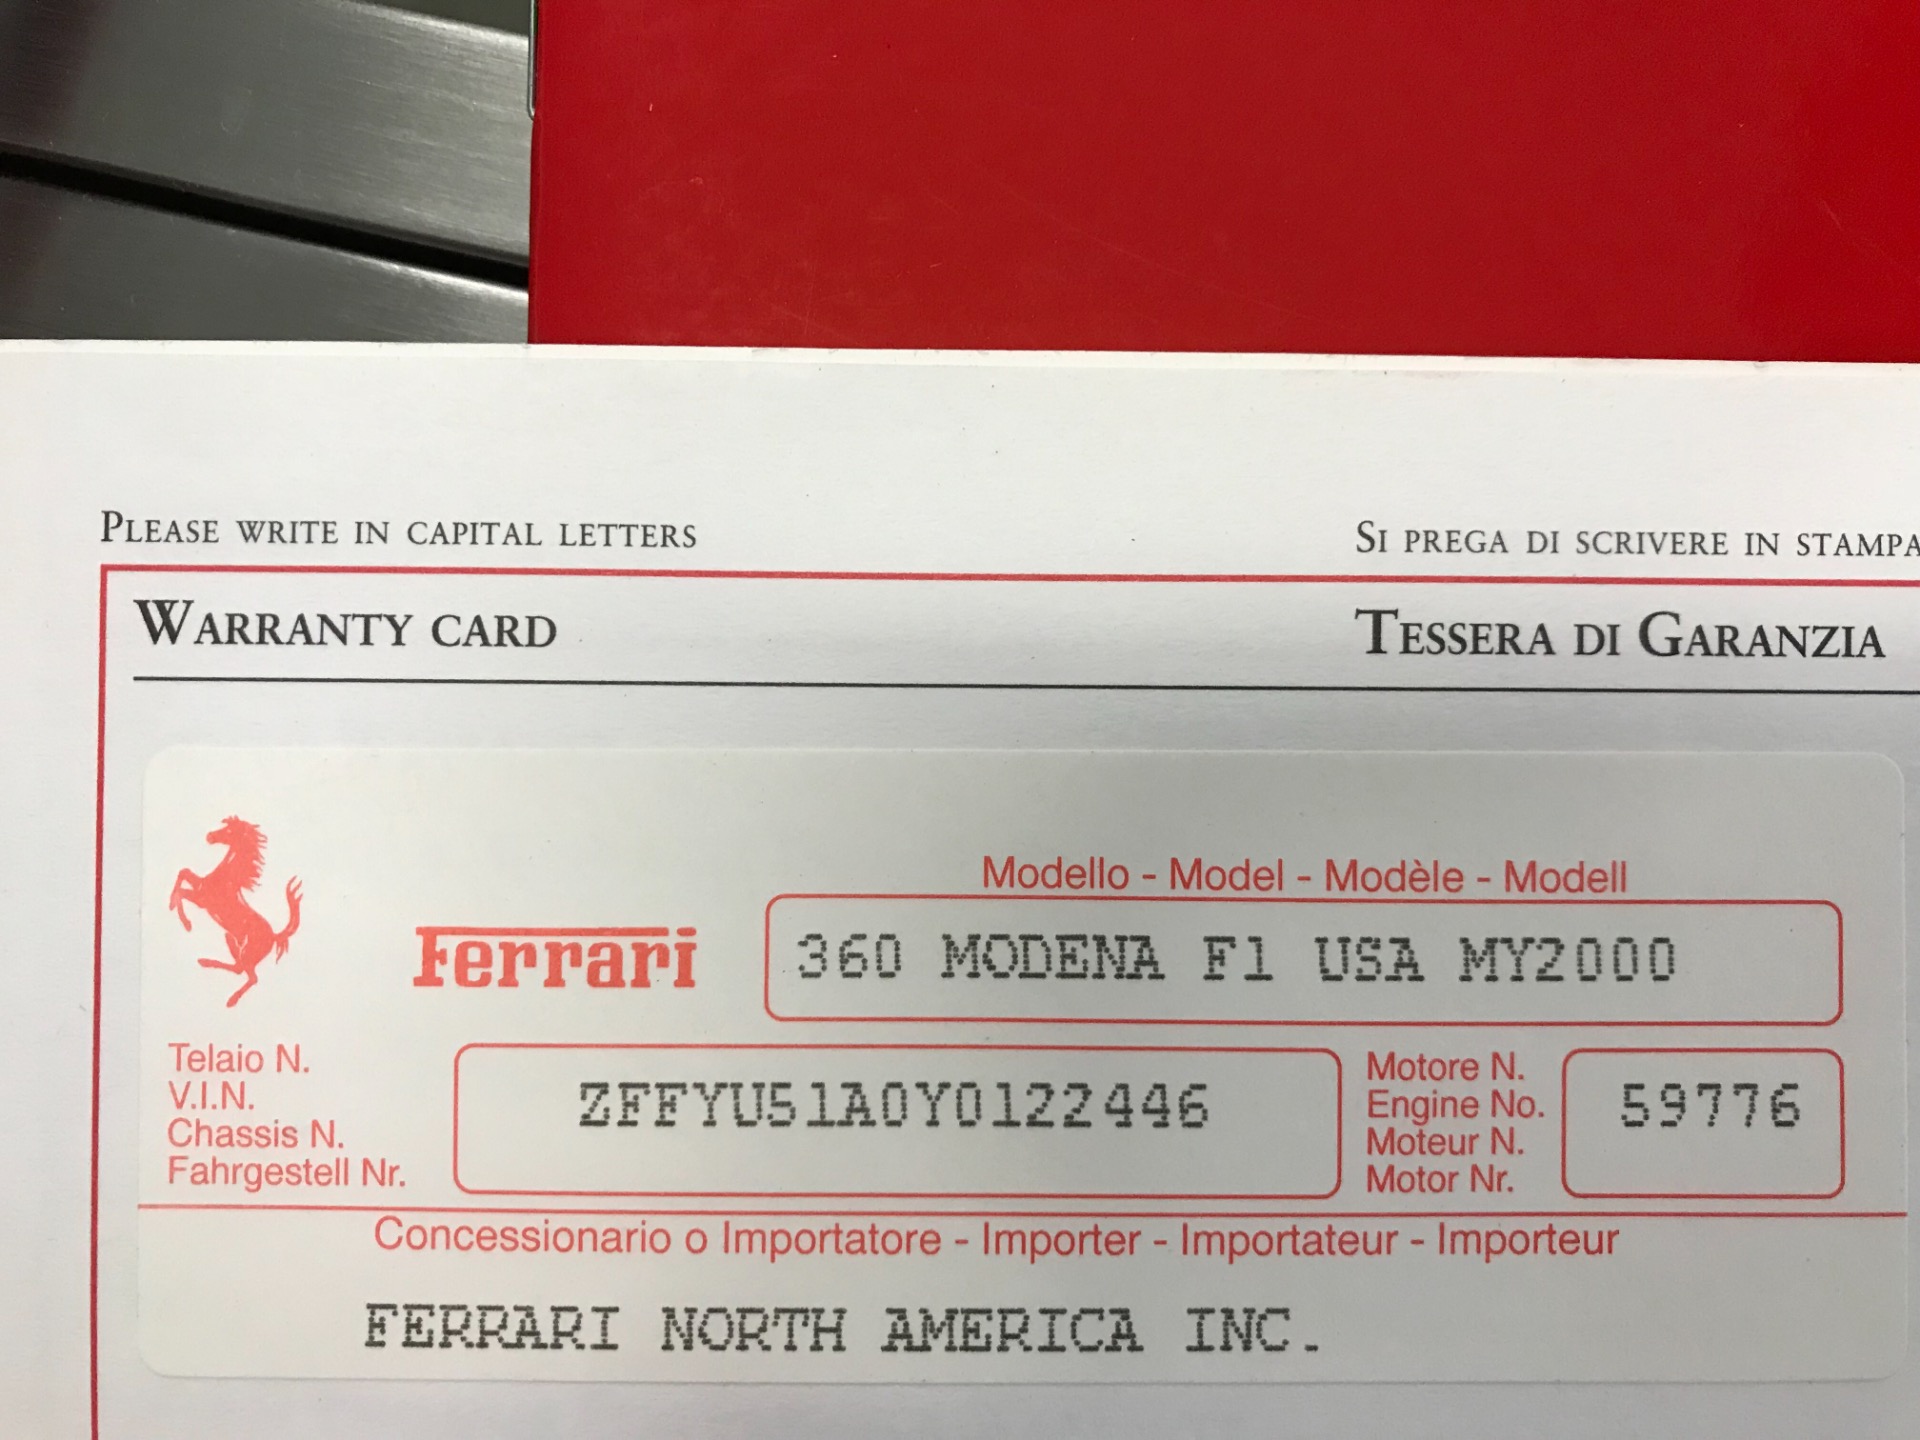 PLEASE WRITE IN CAPITAL LETTERS
SI PREGA DI SCRIVERE IN STAMPA
WARRANTY CARD
TESSERA DI GARANZIA
Modello - Model - Modèle - Modell
Ferrari
360 MODENA F1 USA MY2000
Telaio N.
V.I.N.
Chassis N.
Fahrgestell Nr.
ZFFYU51A0Y0122446
Motore N.
Engine No.
Moteur N.
Motor Nr.
59776
Concessionario o Importatore - Importer - Importateur - Importeur
FERRARI NORTH AMERICA INC.